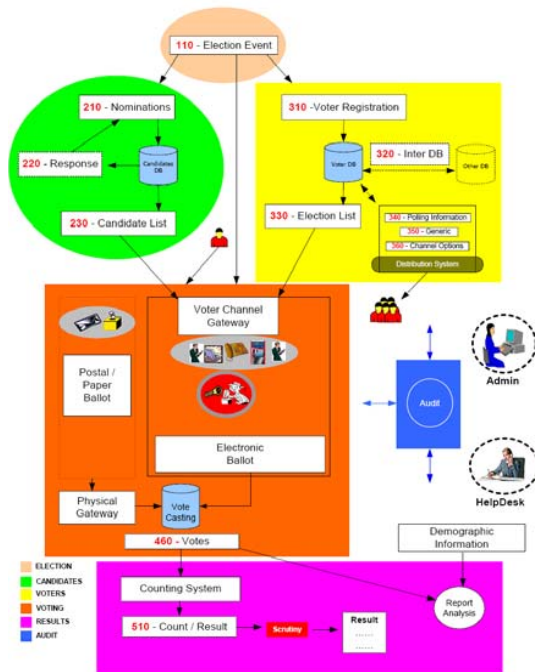 110 - Election Event
210 - Nominations
220 - Response
Candidates
DB
230 - Candidate List
310 -Voter Registration
320 - Inter DB
Voter DB
Other DB
330 - Election List
340 - Polling Information
350 - Generic
360 - Channel Options
Distribution System
Voter Channel
Gateway
Postal /
Paper
Ballot
Electronic
Ballot
Physical
Gateway
Vote
Casting
460 - Votes
Audit
Admin
HelpDesk
Demographic
Information
Counting System
510 - Count / Result
Scrutiny
Result
......
......
Report
Analysis
ELECTION
CANDIDATES
VOTERS
VOTING
RESULTS
AUDIT